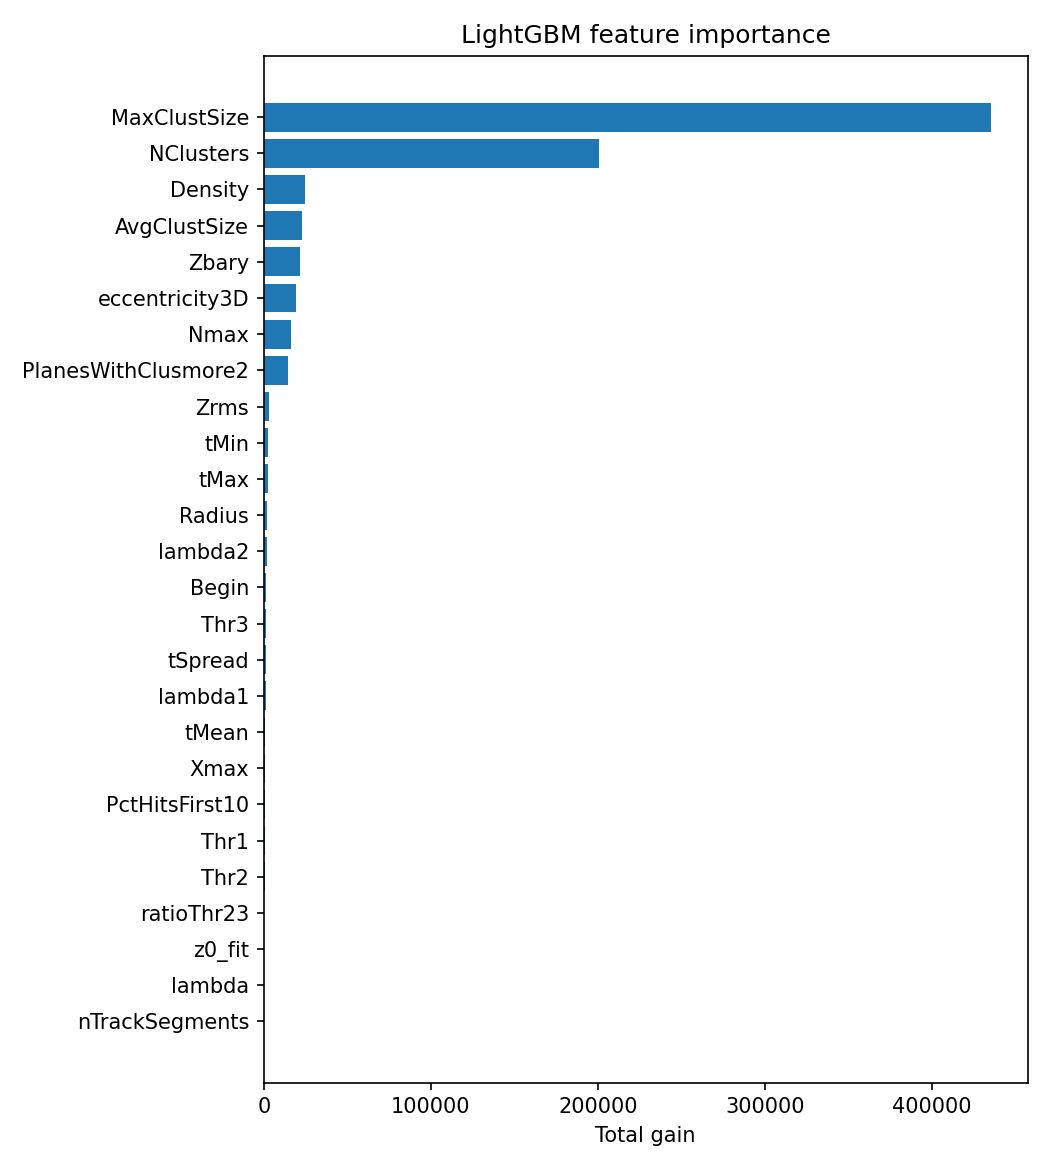 LightGBM feature importance
MaxClustSize
NClusters
Density
AvgClustSize
Zbary
eccentricity3D
Nmax
PlanesWithClusmore2
Zrms
tMin
tMax
Radius
lambda2
Begin
Thr3
tSpread
lambda1
tMean
Xmax
PctHitsFirst10
Thr1
Thr2
ratioThr23
z0_fit
lambda
nTrackSegments
0 100000 200000 300000 400000
Total gain